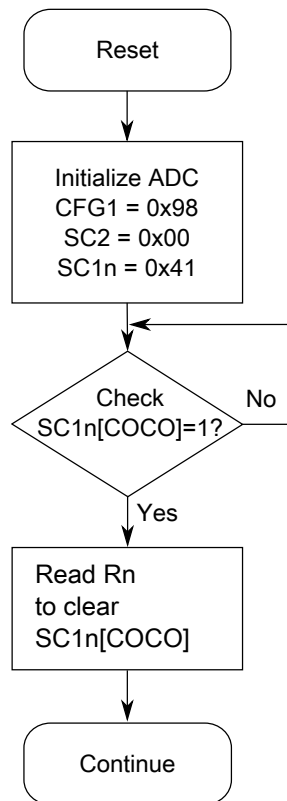 Reset
Initialize ADC
CFG1 = 0x98
SC2 = 0x00
SC1n = 0x41
Check
SC1n[COCO]=1?
No
Yes
Read Rn
to clear
SC1n[COCO]
Continue